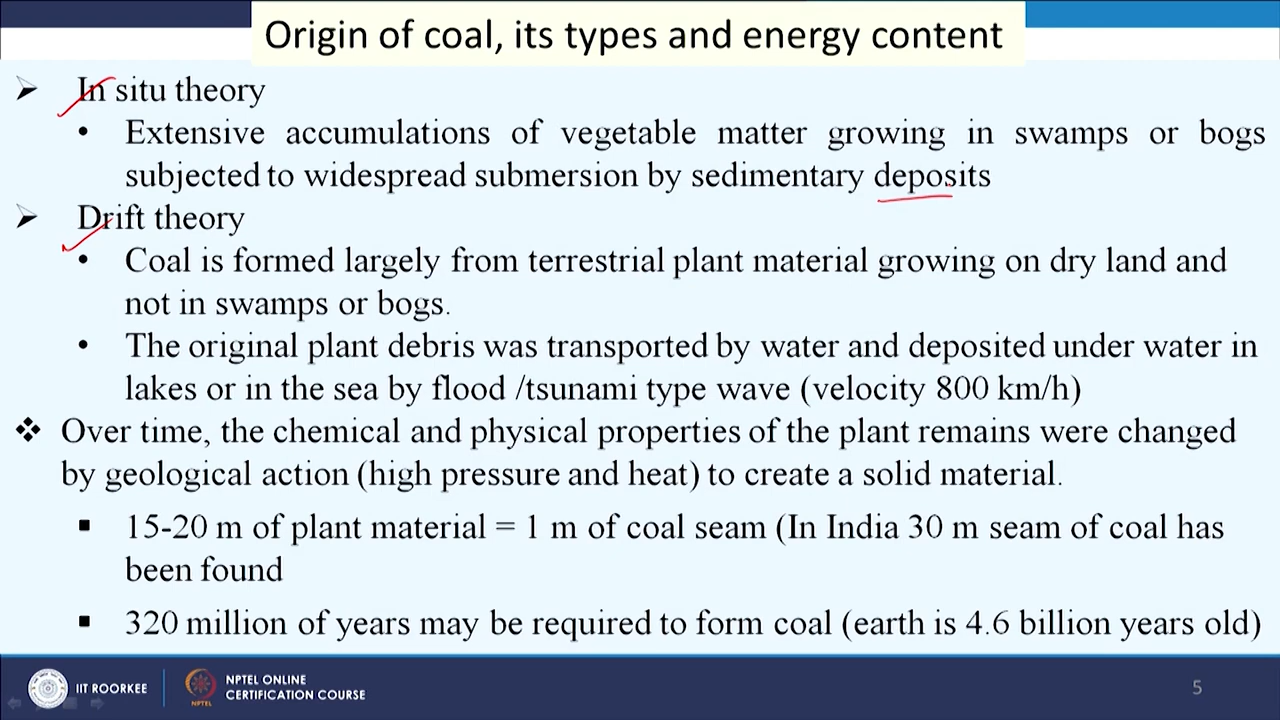 Origin of coal, its types and energy content
➢ In situ theory
• Extensive accumulations of vegetable matter growing in swamps or bogs
subjected to widespread submersion by sedimentary deposits
➢ Drift theory
• Coal is formed largely from terrestrial plant material growing on dry land and
not in swamps or bogs.
• The original plant debris was transported by water and deposited under water in
lakes or in the sea by flood /tsunami type wave (velocity 800 km/h)
❖ Over time, the chemical and physical properties of the plant remains were changed
by geological action (high pressure and heat) to create a solid material.
▪ 15-20 m of plant material = 1 m of coal seam (In India 30 m seam of coal has
been found
▪ 320 million of years may be required to form coal (earth is 4.6 billion years old)
IIT ROORKEE
NPTEL
NPTEL ONLINE
CERTIFICATION COURSE
5